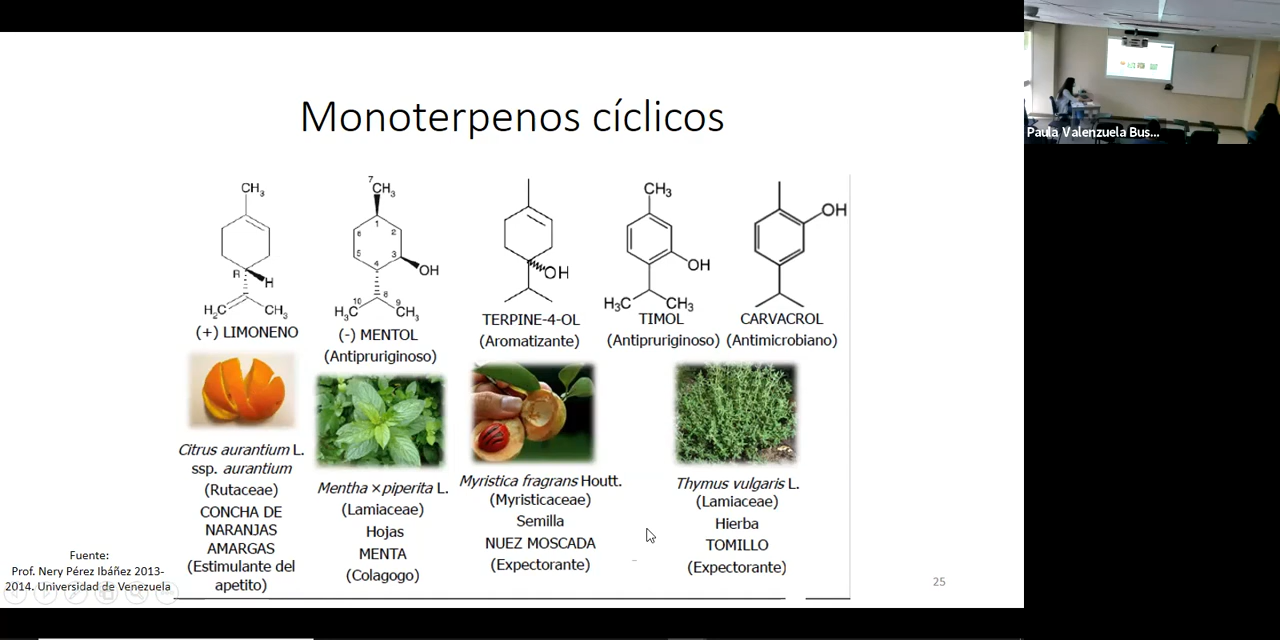 Monoterpenos cíclicos
CH3
R
H
H2C
CH3
(+) LIMONENO
7
CH3
1
6
2
5
3
4
OH
10
8
9
H3C
CH3
(-) MENTOL
(Antipruriginoso)
OH
TERPINE-4-OL
(Aromatizante)
CH3
OH
H3C
CH3
TIMOL
(Antipruriginoso)
OH
CARVACROL
(Antimicrobiano)
Citrus aurantium L.
ssp. aurantium
(Rutaceae)
CONCHA DE
NARANJAS
AMARGAS
(Estimulante del
apetito)
Mentha ×piperita L.
(Lamiaceae)
Hojas
MENTA
(Colagogo)
Myristica fragrans Houtt.
(Myristicaceae)
Semilla
NUEZ MOSCADA
(Expectorante)
Thymus vulgaris L.
(Lamiaceae)
Hierba
TOMILLO
(Expectorante)
Fuente:
Prof. Nery Pérez Ibáñez 2013-
2014. Universidad de Venezuela
25
Paula Valenzuela Bus...